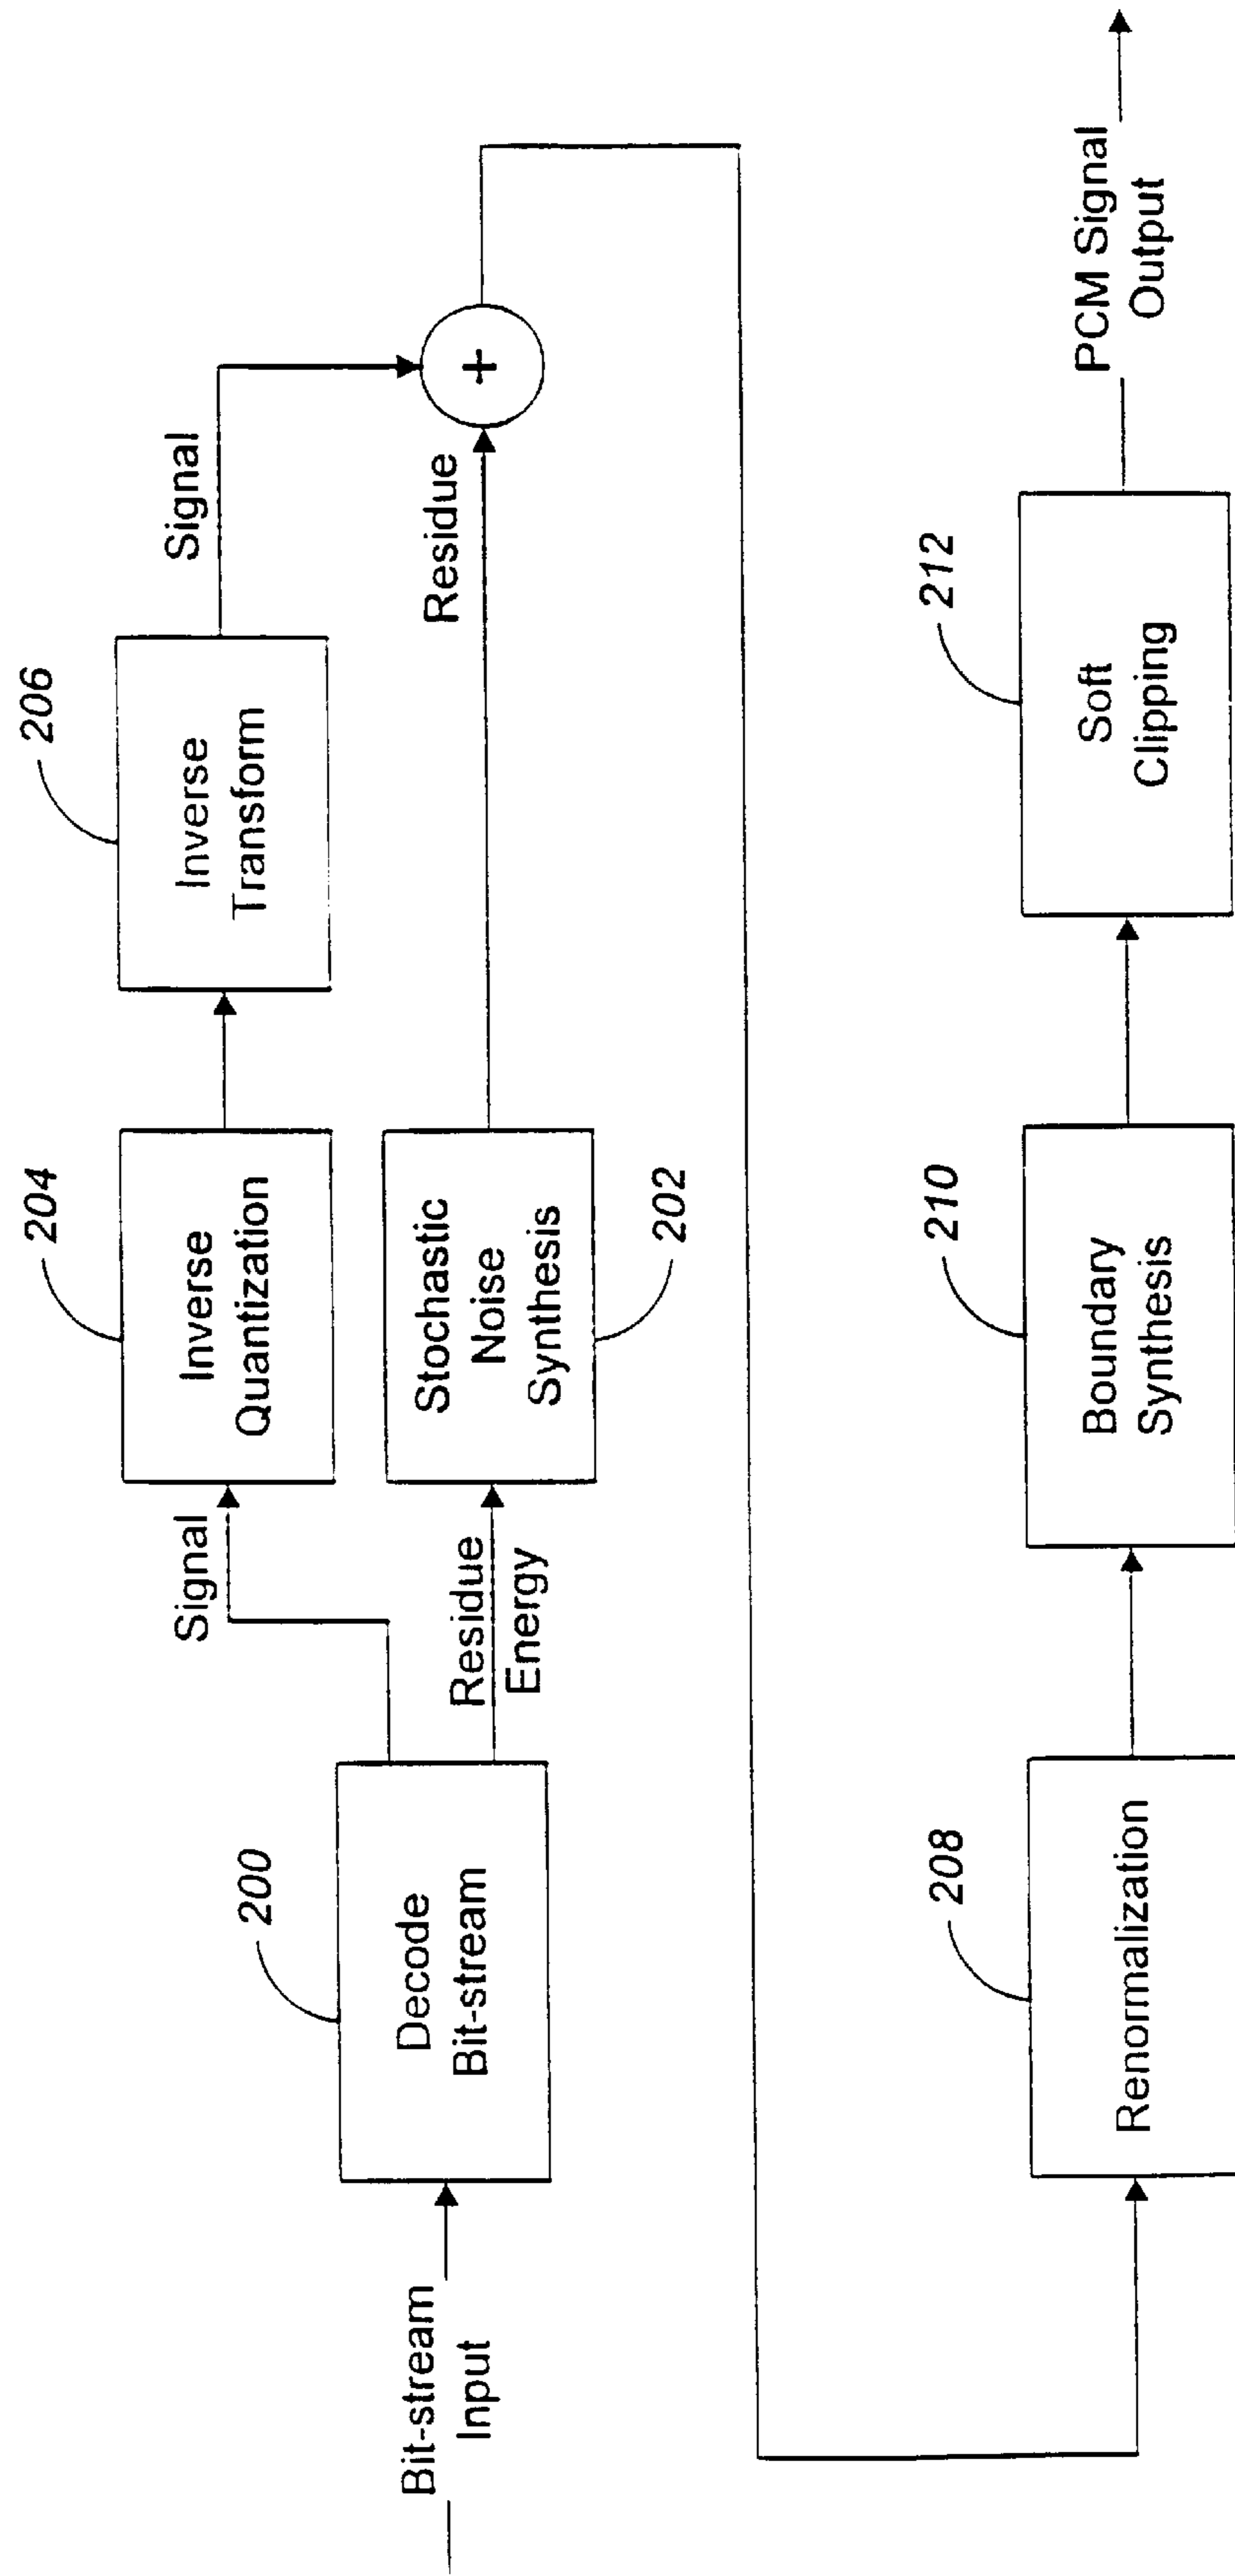 Bit-stream
Input
200
Decode
Bit-stream
Signal
Residue
Energy
204
Inverse
Quantization
Stochastic
Noise
Synthesis
202
206
Inverse
Transform
Signal
Residue
+
208
Renormalization
210
Boundary
Synthesis
212
Soft
Clipping
PCM Signal
Output